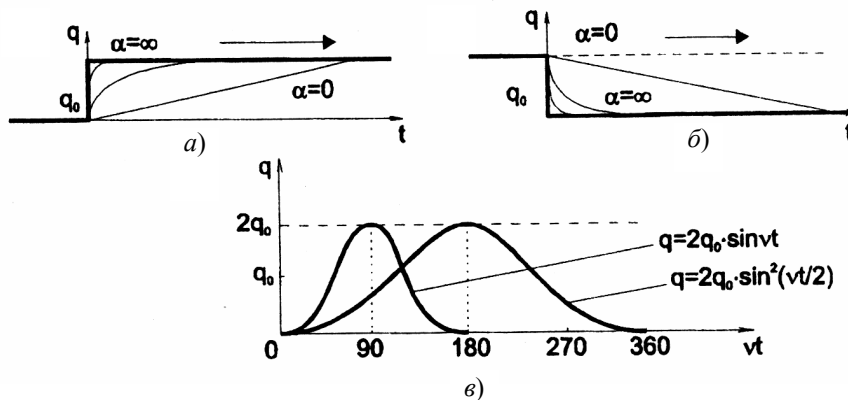 q
α=∞
q₀
α=0
t
а)
q
α=0
q₀
α=∞
t
б)
q
2q₀
q₀
q=2q₀·sinνt
q=2q₀·sin²(νt/2)
0 90 180 270 360 νt
в)